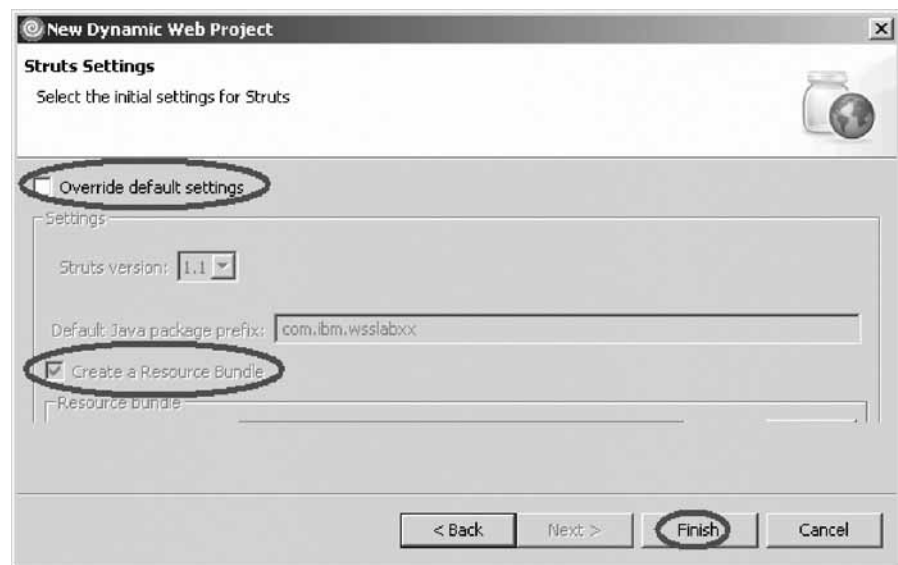 New Dynamic Web Project
Struts Settings
Select the initial settings for Struts
Override default settings
Settings
Struts version: 1.1
Default Java package prefix: com.ibm.wsslabxx
Create a Resource Bundle
Resource bundle
< Back Next > Finish Cancel